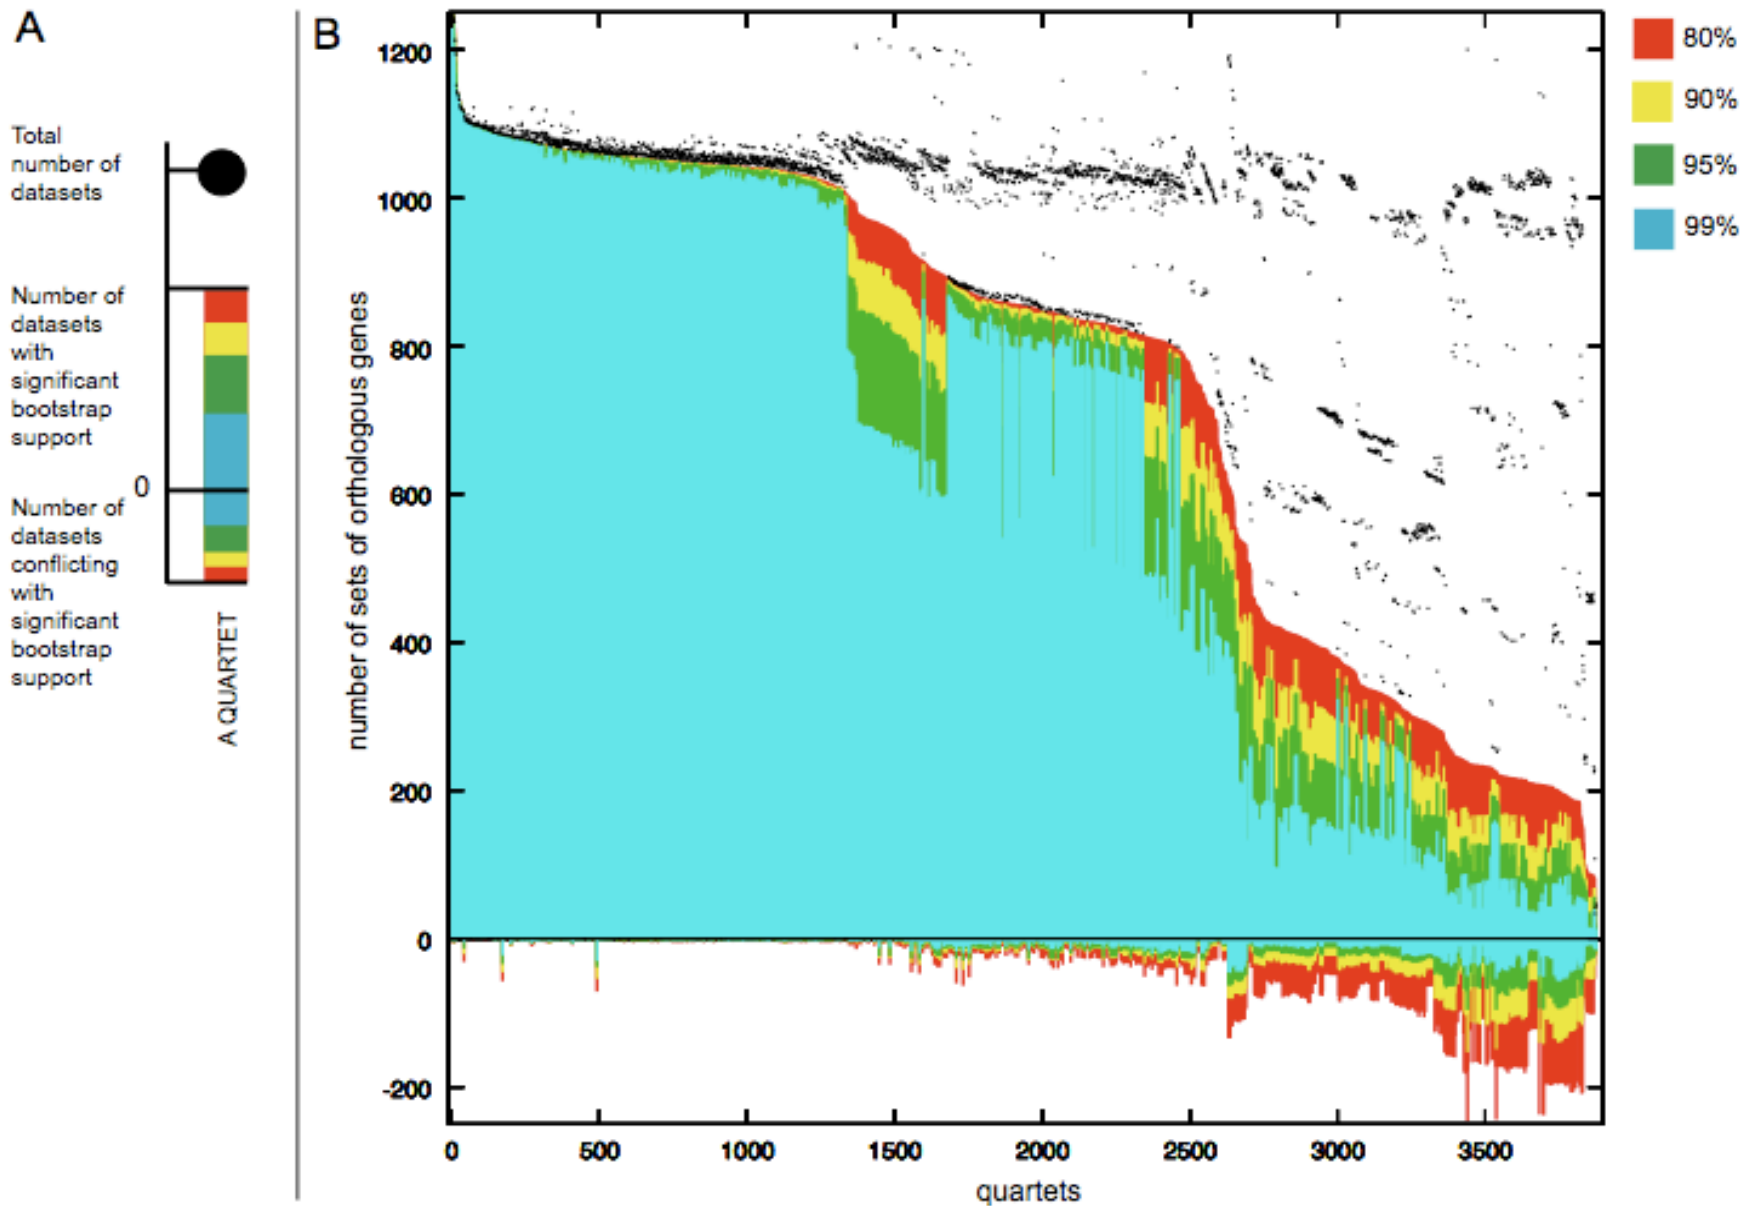 A
Total
number of
datasets
Number of
datasets
with
significant
bootstrap
support
0
Number of
datasets
conflicting
with
significant
bootstrap
support
A QUARTET
B
number of sets of orthologous genes
1200
1000
800
600
400
200
0
-200
0 500 1000 1500 2000 2500 3000 3500
quartets
80%
90%
95%
99%